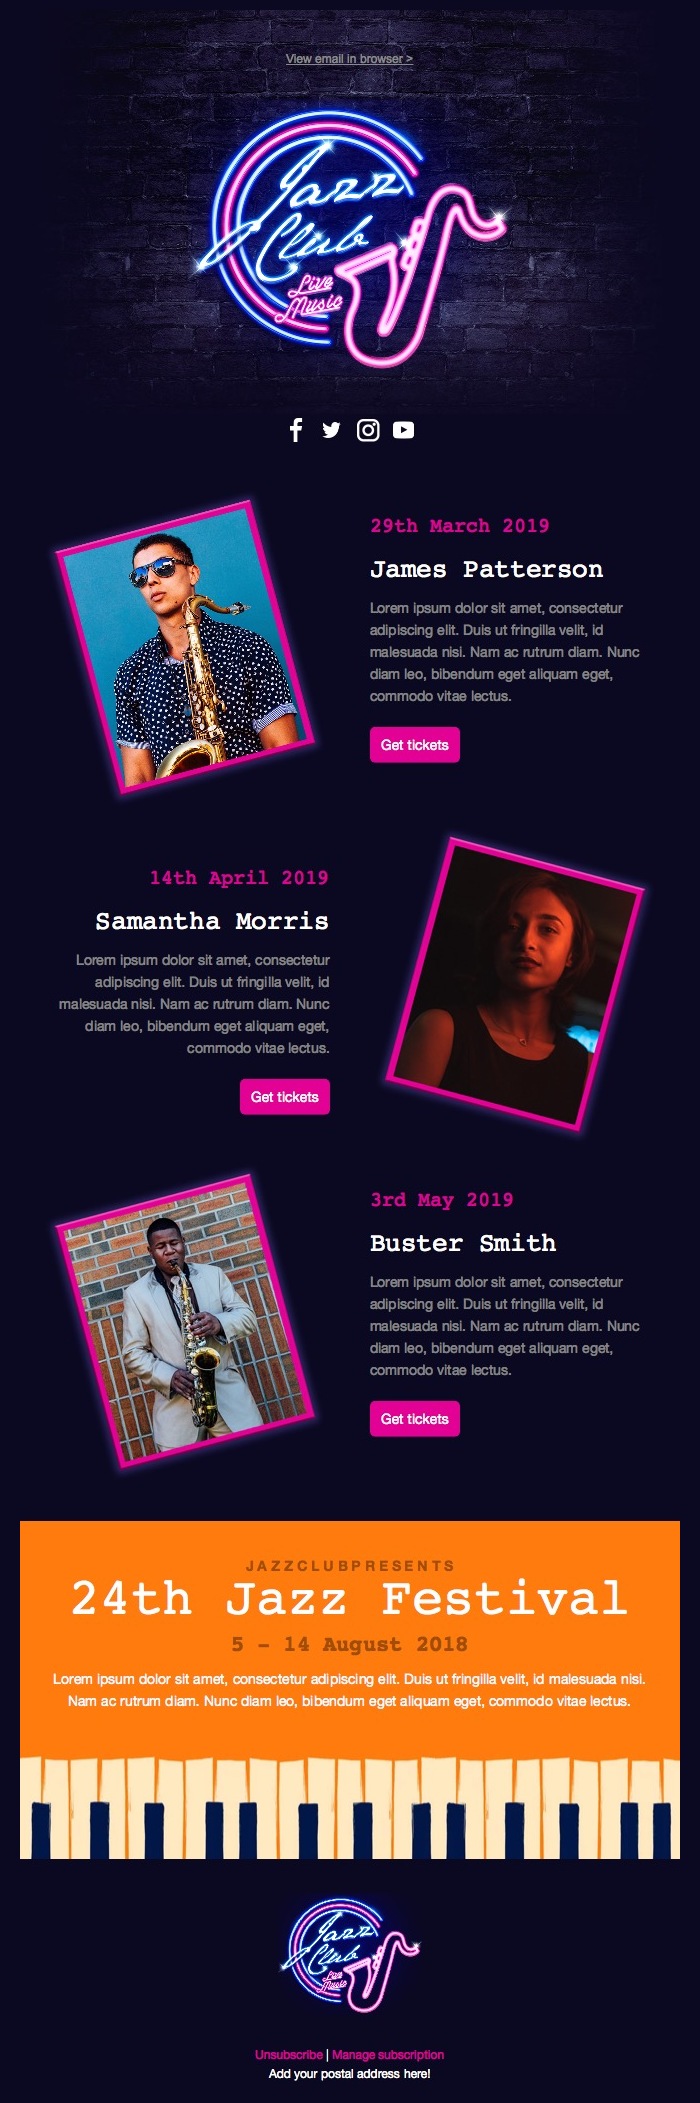 View email in browser >
Jazz
Club
Live
Music
29th March 2019
James Patterson
Lorem ipsum dolor sit amet, consectetur
adipiscing elit. Duis ut fringilla velit, id
malesuada nisi. Nam ac rutrum diam. Nunc
diam leo, bibendum eget aliquam eget,
commodo vitae lectus.
Get tickets
14th April 2019
Samantha Morris
Lorem ipsum dolor sit amet, consectetur
adipiscing elit. Duis ut fringilla velit, id
malesuada nisi. Nam ac rutrum diam. Nunc
diam leo, bibendum eget aliquam eget,
commodo vitae lectus.
Get tickets
3rd May 2019
Buster Smith
Lorem ipsum dolor sit amet, consectetur
adipiscing elit. Duis ut fringilla velit, id
malesuada nisi. Nam ac rutrum diam. Nunc
diam leo, bibendum eget aliquam eget,
commodo vitae lectus.
Get tickets
JAZZCLUBPRESENTS
24th Jazz Festival
5 - 14 August 2018
Lorem ipsum dolor sit amet, consectetur adipiscing elit. Duis ut fringilla velit, id malesuada nisi.
Nam ac rutrum diam. Nunc diam leo, bibendum eget aliquam eget, commodo vitae lectus.
Jazz
Club
Live
Music
Unsubscribe | Manage subscription
Add your postal address here!